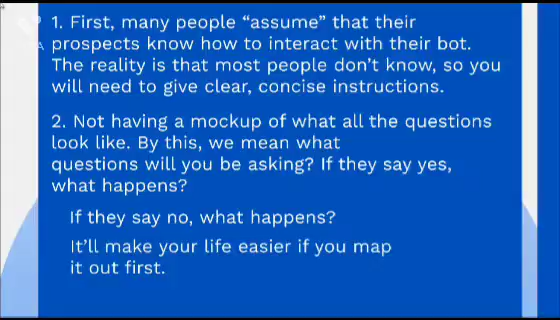 1. First, many people “assume” that their
prospects know how to interact with their bot.
The reality is that most people don’t know, so you
will need to give clear, concise instructions.
2. Not having a mockup of what all the questions
look like. By this, we mean what
questions will you be asking? If they say yes,
what happens?
If they say no, what happens?
It’ll make your life easier if you map
it out first.